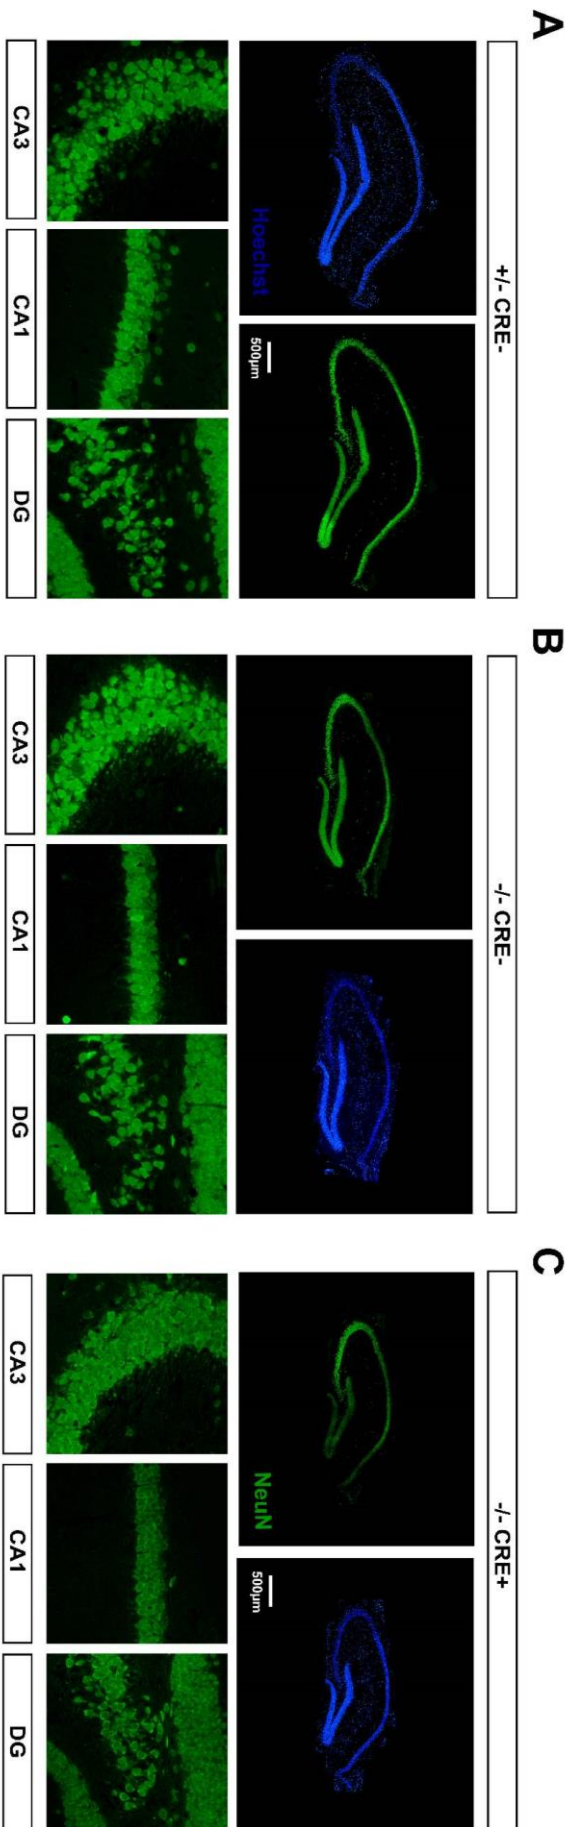 A
+/- CRE-
Hoechst
500µm
CA3
CA1
DG
B
-/- CRE-
CA3
CA1
DG
C
-/- CRE+
NeuN
500µm
CA3
CA1
DG